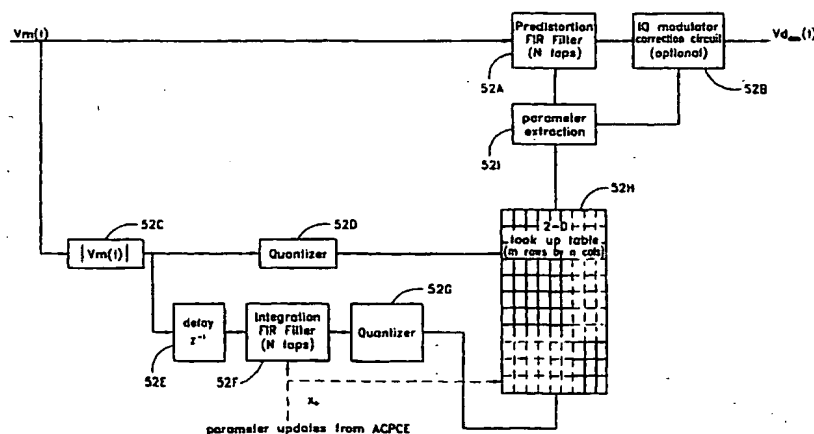 Vm(t)
Predistortion
FIR Filter
(N taps)
IQ modulator
correction circuit
(optional)
52A
52B
parameter
extraction
52I
52H
52C
52D
|Vm(t)|
Quantizer
2-D
look up table
(m rows by n cols)
52G
delay
z⁻¹
Integration
FIR Filter
(N taps)
Quantizer
52E
52F
parameter updates from ACPCE